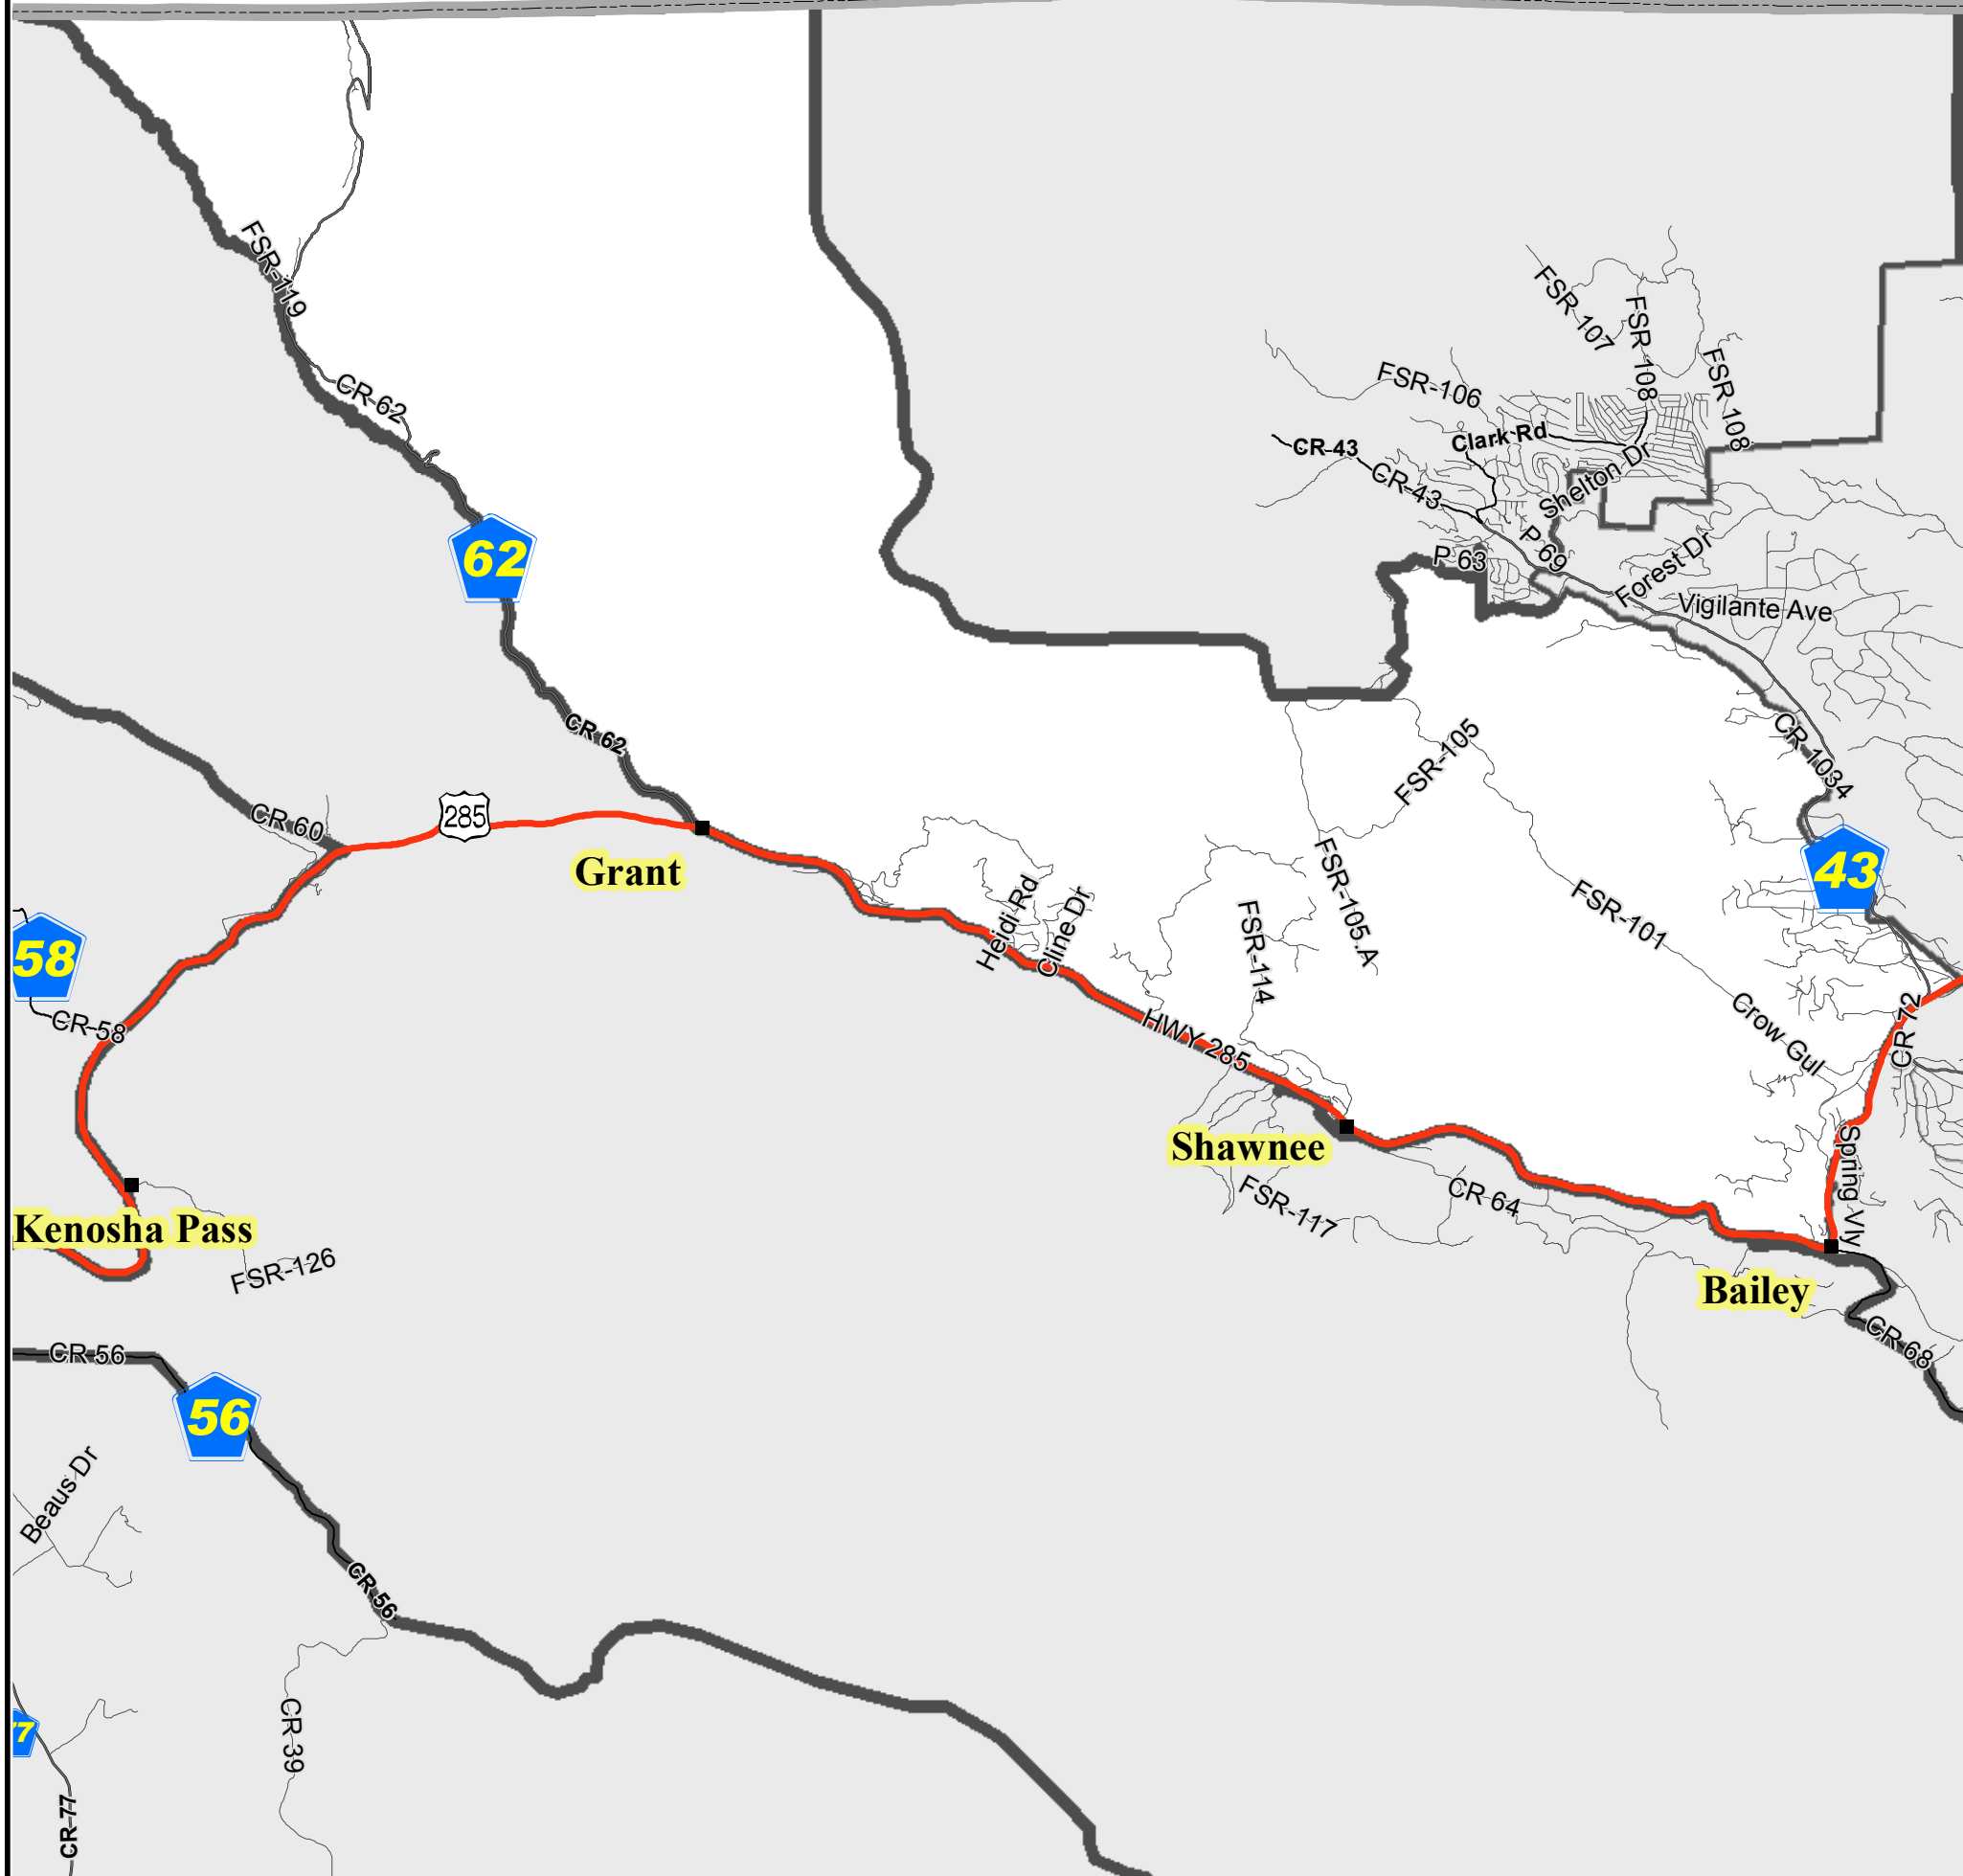 FSR-119
FSR 107
FSR 108
FSR 108
CR-62
FSR-106
Clark Rd
CR-43
CR-43
Shelton Dr
62
P 63
P 69
Forest Dr
Vigilante Ave
CR 62
FSR-105
CR 1034
285
CR 60
Grant
43
Heidi Rd
Cline Dr
FSR-114
FSR-105.A
FSR-101
58
CR-58
HWY 285
Crow Gul
CR 72
Shawnee
Spring Vly
Kenosha Pass
FSR-126
FSR-117
CR 64
Bailey
CR-68
CR 56
56
Beaus Dr
CR 56
CR 39
77
CR-77